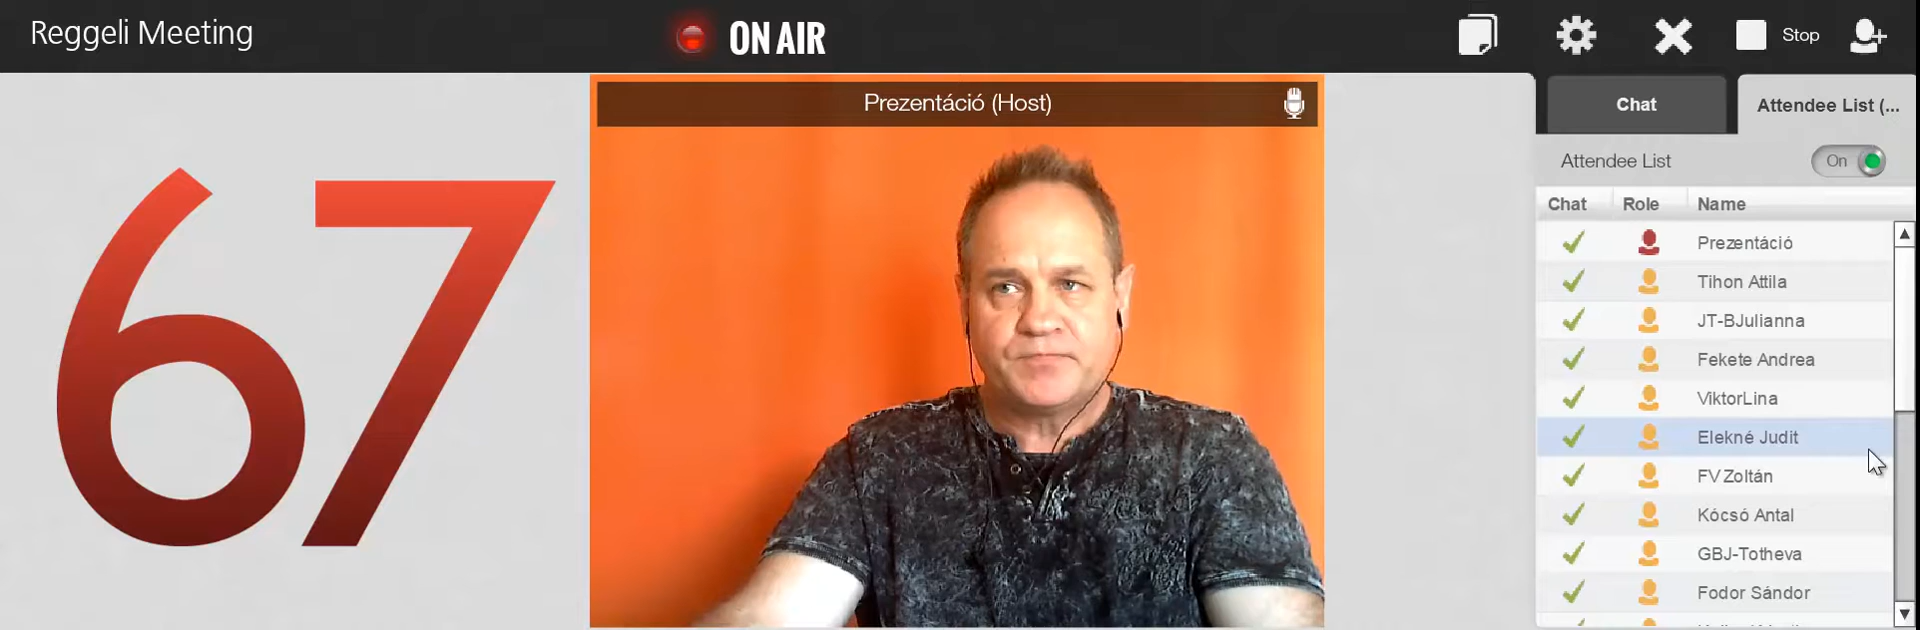 Reggeli Meeting
ON AIR
Stop
67
Prezentáció (Host)
Chat
Attendee List (...
Attendee List
On
Chat Role Name
Prezentáció
Tihon Attila
JT-BJulianna
Fekete Andrea
ViktorLina
Elekné Judit
FV Zoltán
Kócsó Antal
GBJ-Totheva
Fodor Sándor